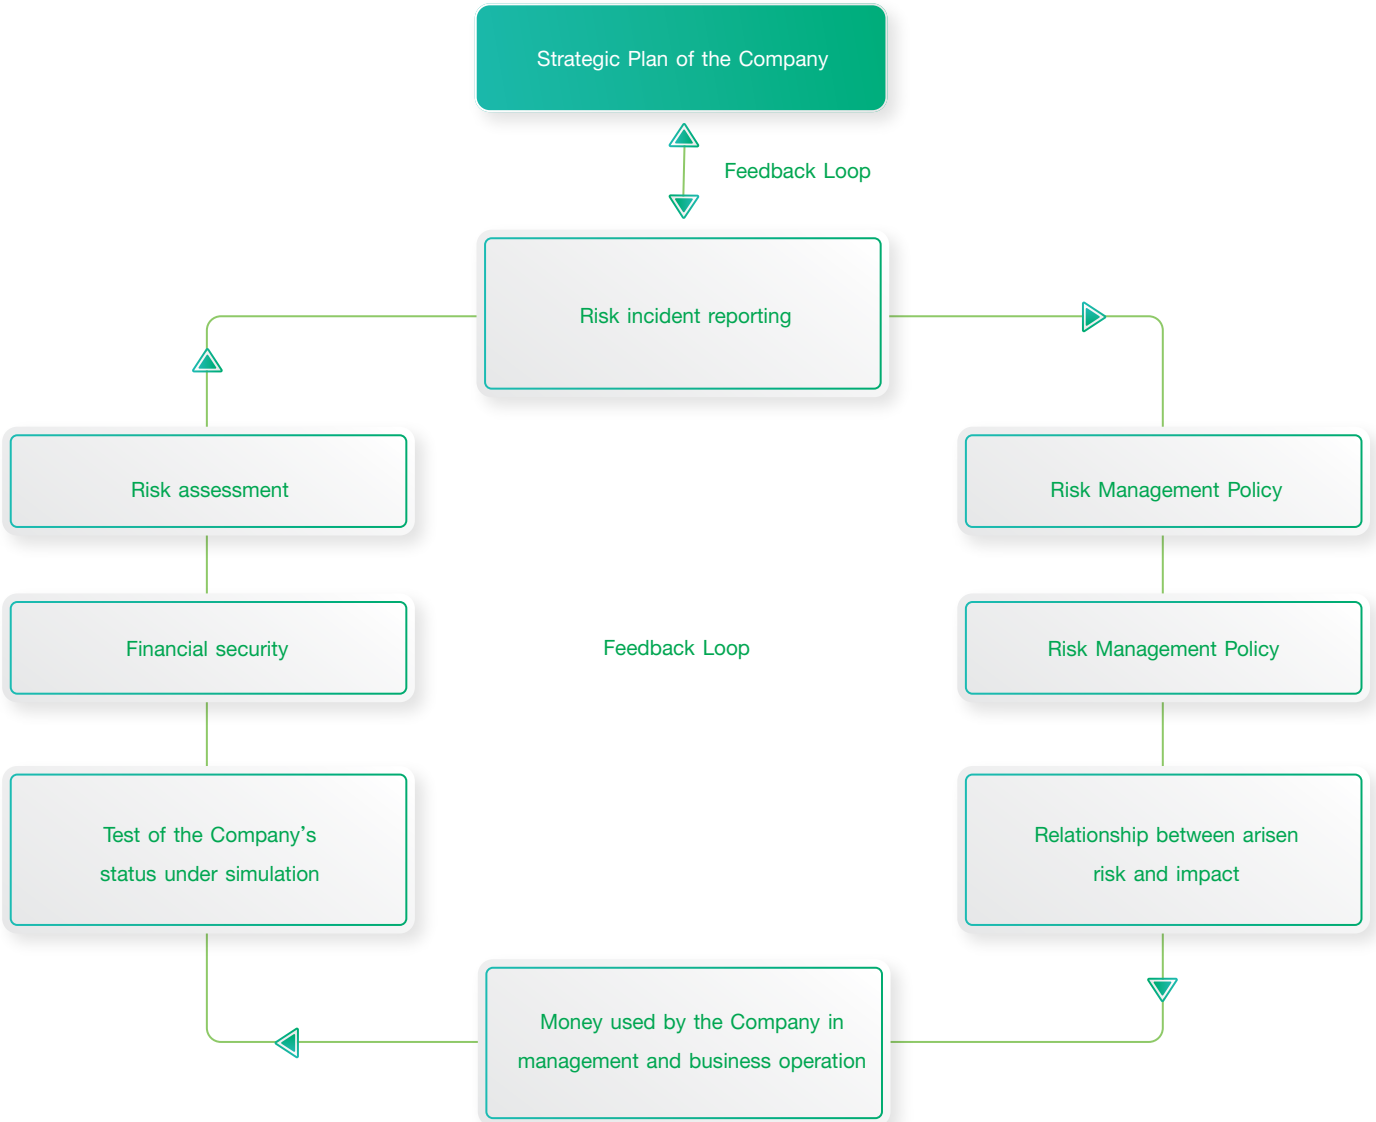 Strategic Plan of the Company
Feedback Loop
Risk incident reporting
Risk assessment
Risk Management Policy
Financial security
Feedback Loop
Risk Management Policy
Test of the Company’s
status under simulation
Relationship between arisen
risk and impact
Money used by the Company in
management and business operation